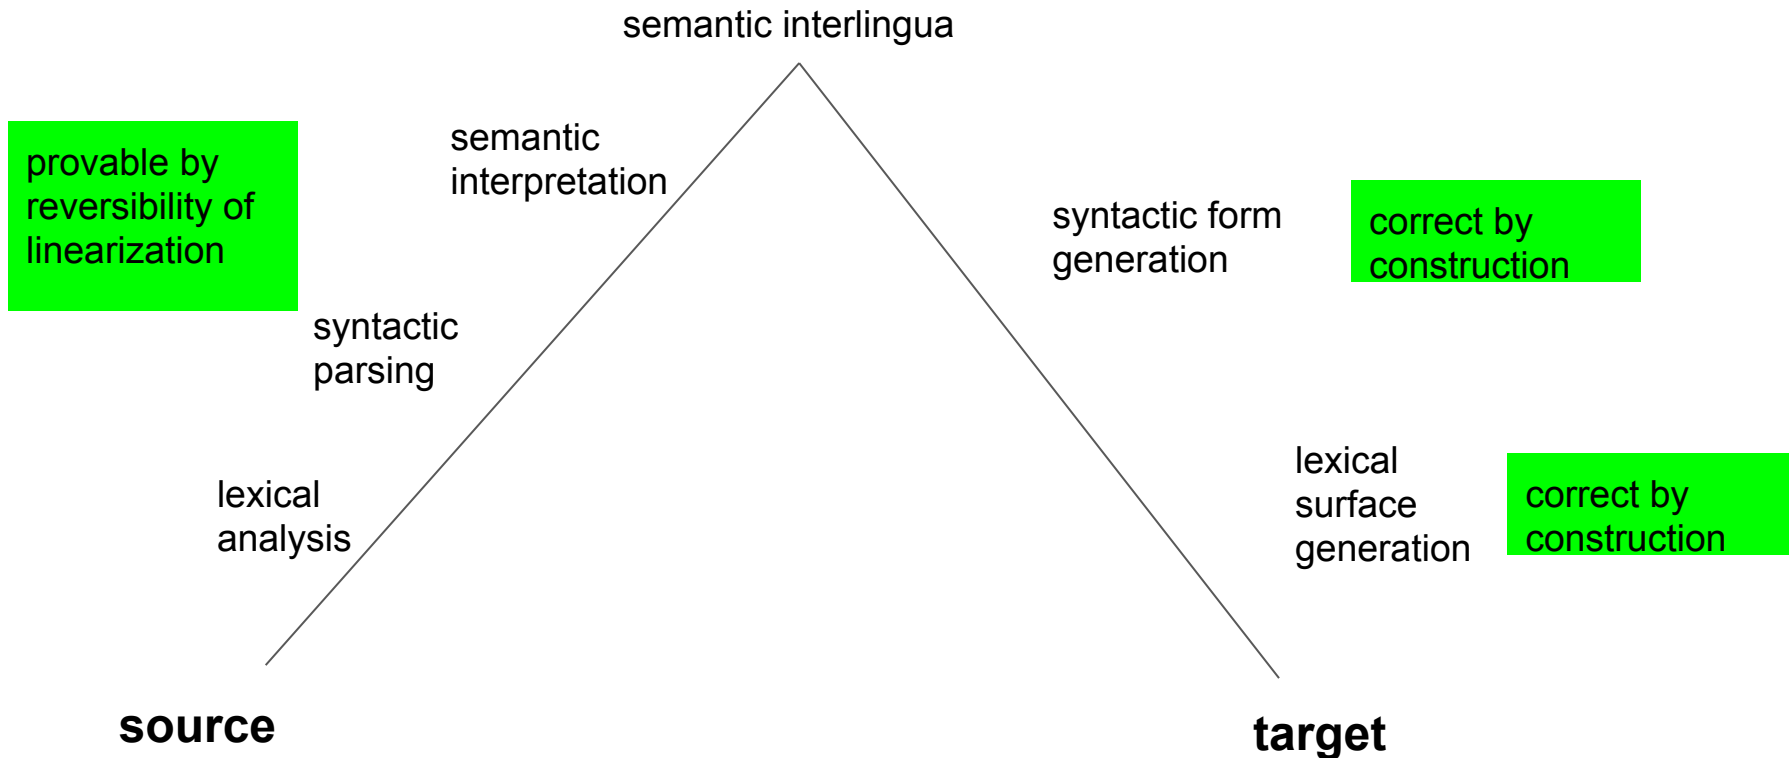 semantic interlingua
provable by
reversibility of
linearization
semantic
interpretation
syntactic form
generation
correct by
construction
syntactic
parsing
lexical
analysis
lexical
surface
generation
correct by
construction
source
target